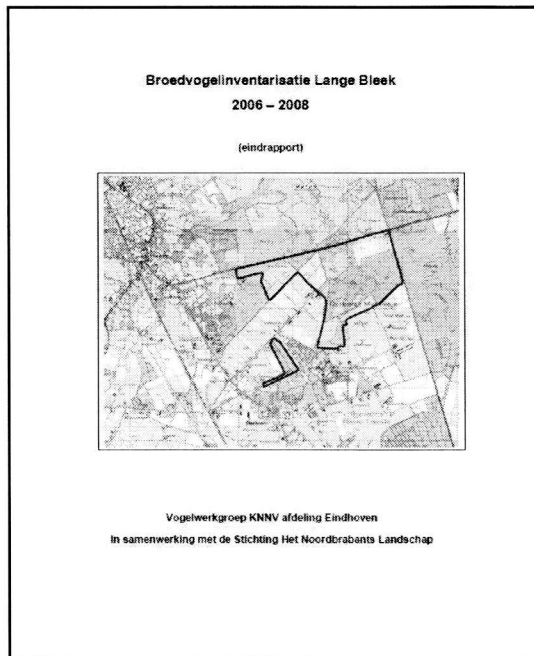 Broedvogelinventarisatie Lange Bleek
2006 – 2008
(eindrapport)
Vogelwerkgroep KNNV afdeling Eindhoven
In samenwerking met de Stichting Het Noordbrabants Landschap